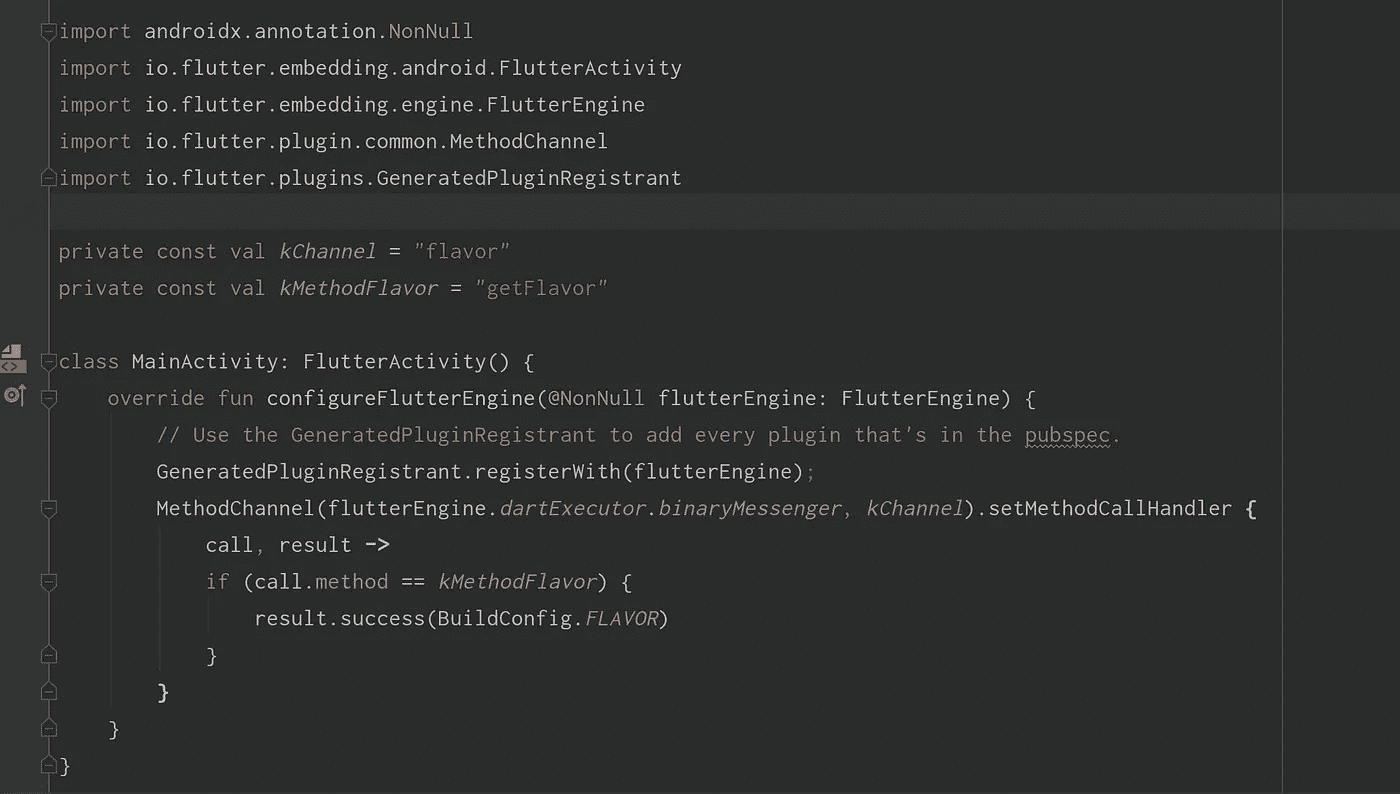 import androidx.annotation.NonNull
import io.flutter.embedding.android.FlutterActivity
import io.flutter.embedding.engine.FlutterEngine
import io.flutter.plugin.common.MethodChannel
import io.flutter.plugins.GeneratedPluginRegistrant

private const val kChannel = "flavor"
private const val kMethodFlavor = "getFlavor"

class MainActivity: FlutterActivity() {
    override fun configureFlutterEngine(@NonNull flutterEngine: FlutterEngine) {
        // Use the GeneratedPluginRegistrant to add every plugin that's in the pubspec.
        GeneratedPluginRegistrant.registerWith(flutterEngine);
        MethodChannel(flutterEngine.dartExecutor.binaryMessenger, kChannel).setMethodCallHandler {
            call, result ->
            if (call.method == kMethodFlavor) {
                result.success(BuildConfig.FLAVOR)
            }
        }
    }
}